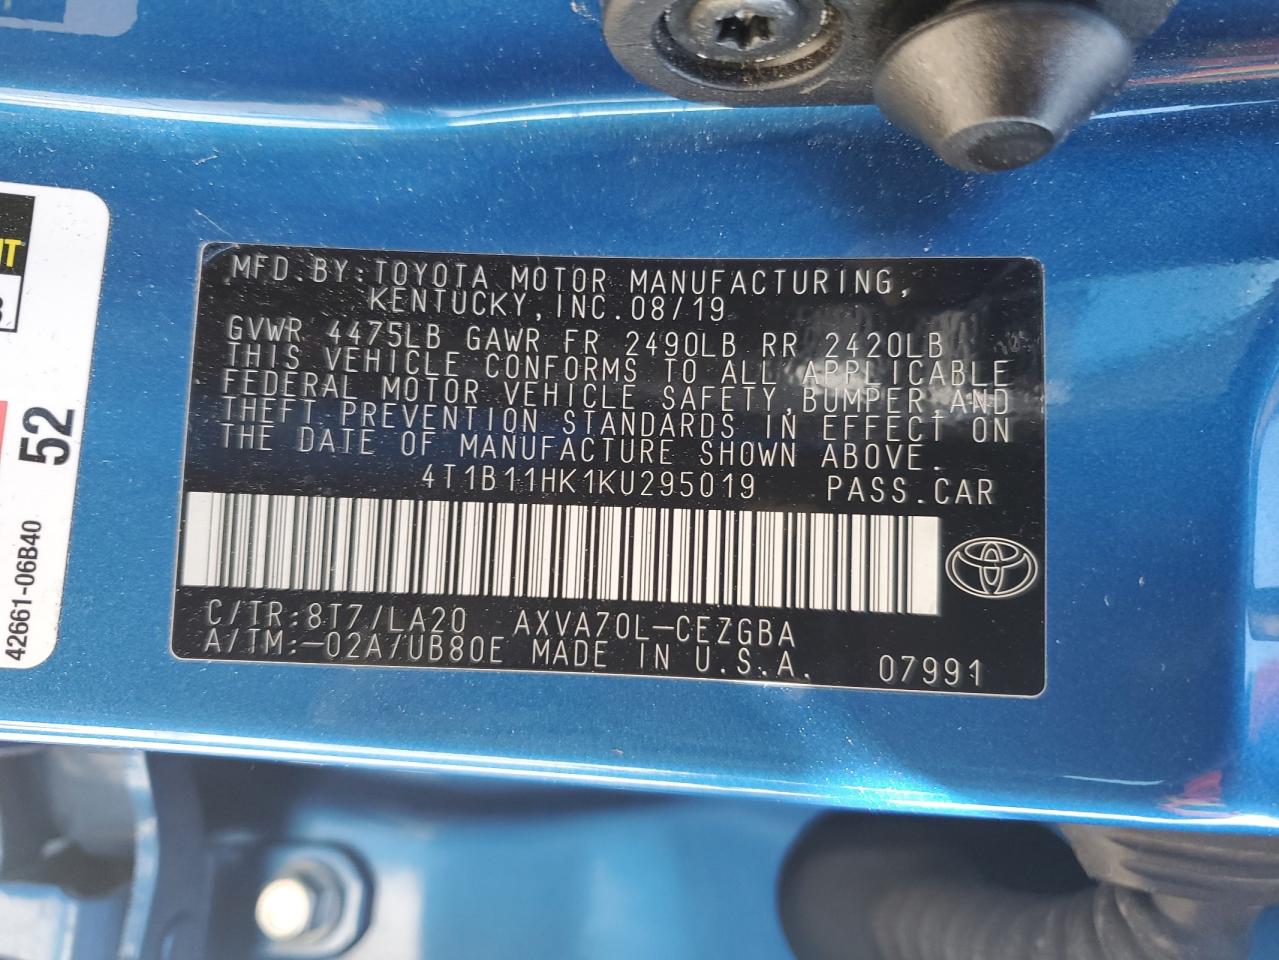 MFD.BY:TOYOTA MOTOR MANUFACTURING,
KENTUCKY,INC.08/19
GVWR 4475LB GAWR FR 2490LB RR 2420LB
THIS VEHICLE CONFORMS TO ALL APPLICABLE
FEDERAL MOTOR VEHICLE SAFETY,BUMPER,AND
THEFT PREVENTION STANDARDS IN EFFECT ON
THE DATE OF MANUFACTURE SHOWN ABOVE.
4T1B11HK1KU295019 PASS.CAR
C/TR:8T7/LA20 AXVA70L-CEZGBA
A/TM:-02A/UB80E MADE IN U.S.A. 07991
52
42661-06B40